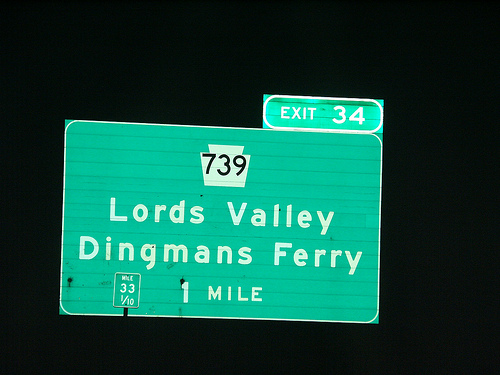 EXIT 34
739
Lords Valley
Dingmans Ferry
1 MILE
MILE
33
1/10